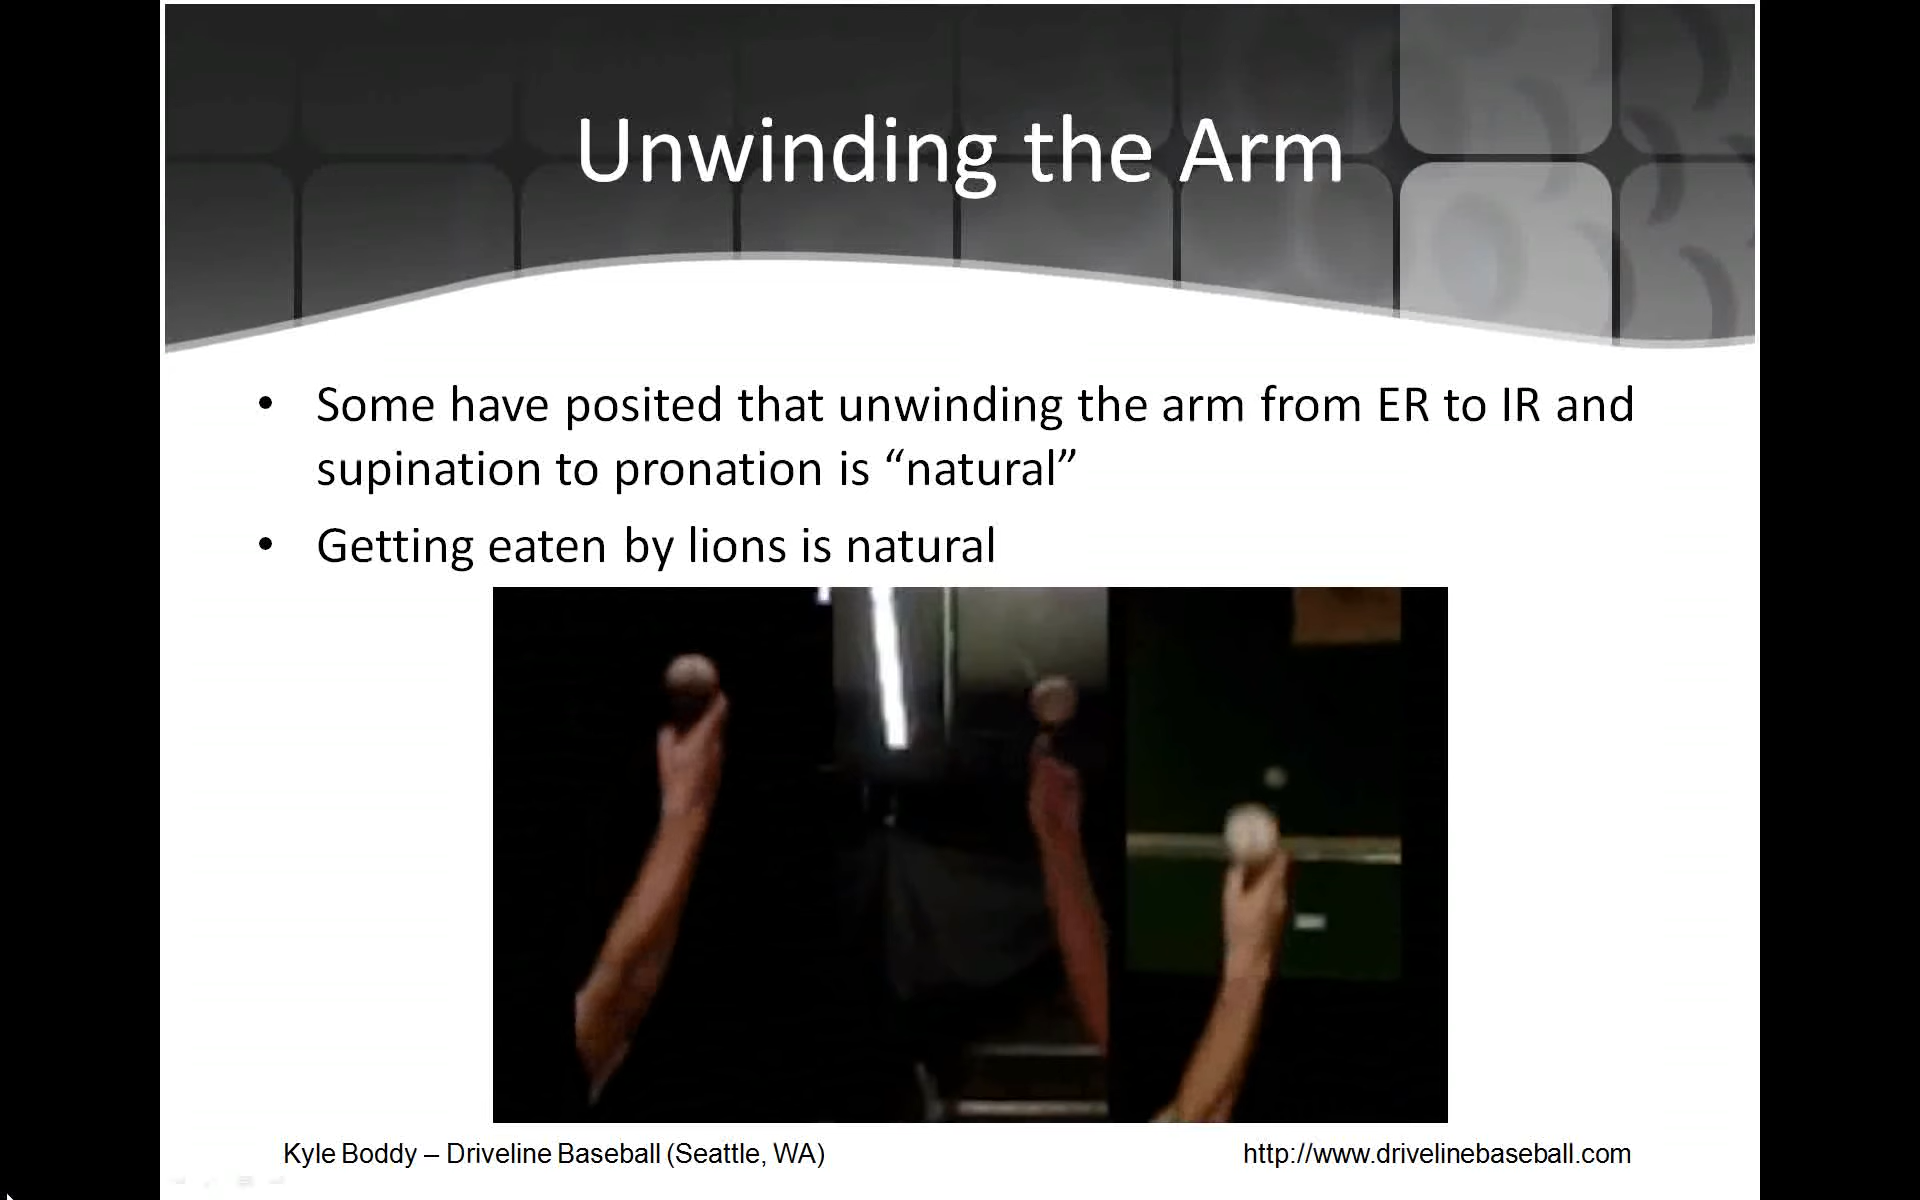 Unwinding the Arm
• Some have posited that unwinding the arm from ER to IR and
supination to pronation is “natural”
• Getting eaten by lions is natural
Kyle Boddy – Driveline Baseball (Seattle, WA)
http://www.drivelinebaseball.com